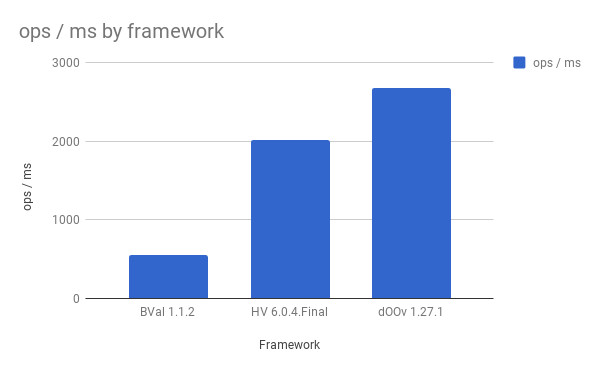 ops / ms by framework
ops / ms
3000
2000
1000
0
ops / ms
BVal 1.1.2
HV 6.0.4.Final
dOOv 1.27.1
Framework